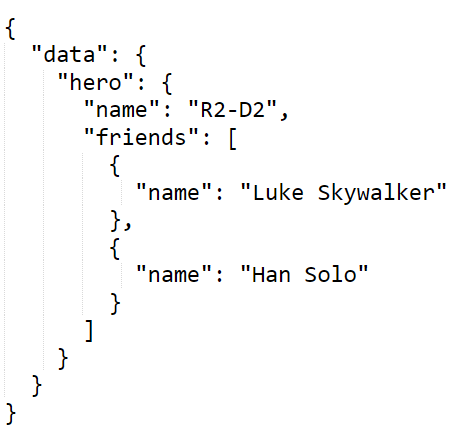 {
  "data": {
    "hero": {
      "name": "R2-D2",
      "friends": [
        {
          "name": "Luke Skywalker"
        },
        {
          "name": "Han Solo"
        }
      ]
    }
  }
}